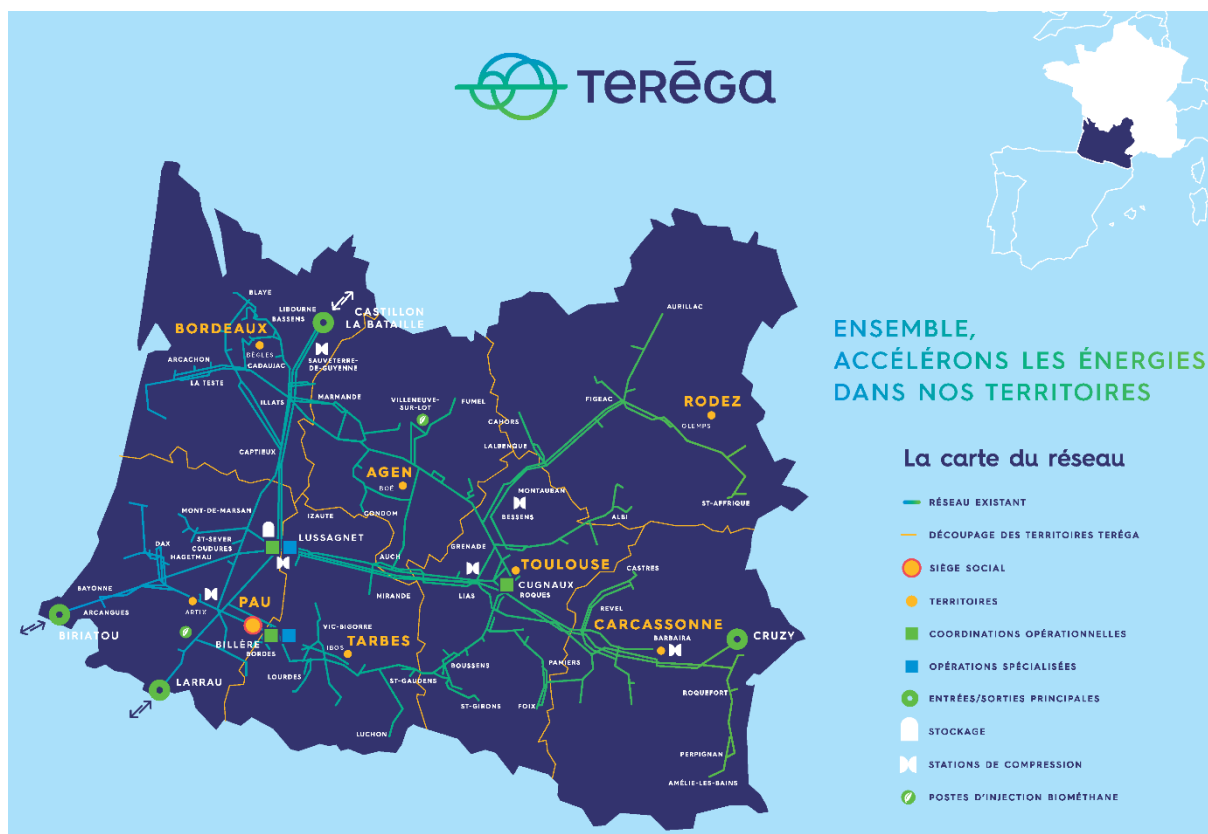 TERĒGA
BLAYE
LIBOURNE
BASSENS
CASTILLON
LA BATAILLE
BORDEAUX
BÈGLES
CADAUJAC
SAUVETERRE-
DE-GUYENNE
ARCACHON
LA TESTE
ILLATS
MARNANDE
VILLENEUVE-
SUR-LOT
FUMEL
AURILLAC
FIGEAC
RODEZ
OLEMPS
CAHORS
LALBENQUE
CAPTIEUX
AGEN
BOÉ
CONDOM
MONTAUBAN
BESSENS
ST-AFFRIQUE
ALBI
MONT-DE-MARSAN
IZAUTE
ST-SEVER
COUDURES
HAGETMAU
DAX
LUSSAGNET
AUCH
GRENADE
TOULOUSE
CUGNAUX
ROQUES
CASTRES
BAYONNE
ARCANGUES
BIRIATOU
ARTIX
PAU
MIRANDE
LIAS
REVEL
CARCASSONNE
BARBAIRA
CRUZY
BILLÈRE
BORDES
VIC-BIGORRE
IBOS
TARBES
LARRAU
LOURDES
ST-GAUDENS
BOUSSENS
PAMIERS
ST-GIRONS
FOIX
LUCHON
ROQUEFORT
PERPIGNAN
AMÉLIE-LES-BAINS
ENSEMBLE,
ACCÉLÉRONS LES ÉNERGIES
DANS NOS TERRITOIRES
La carte du réseau
RÉSEAU EXISTANT
DÉCOUPAGE DES TERRITOIRES TERÉGA
SIÈGE SOCIAL
TERRITOIRES
COORDINATIONS OPÉRATIONNELLES
OPÉRATIONS SPÉCIALISÉES
ENTRÉES/SORTIES PRINCIPALES
STOCKAGE
STATIONS DE COMPRESSION
POSTES D'INJECTION BIOMÉTHANE